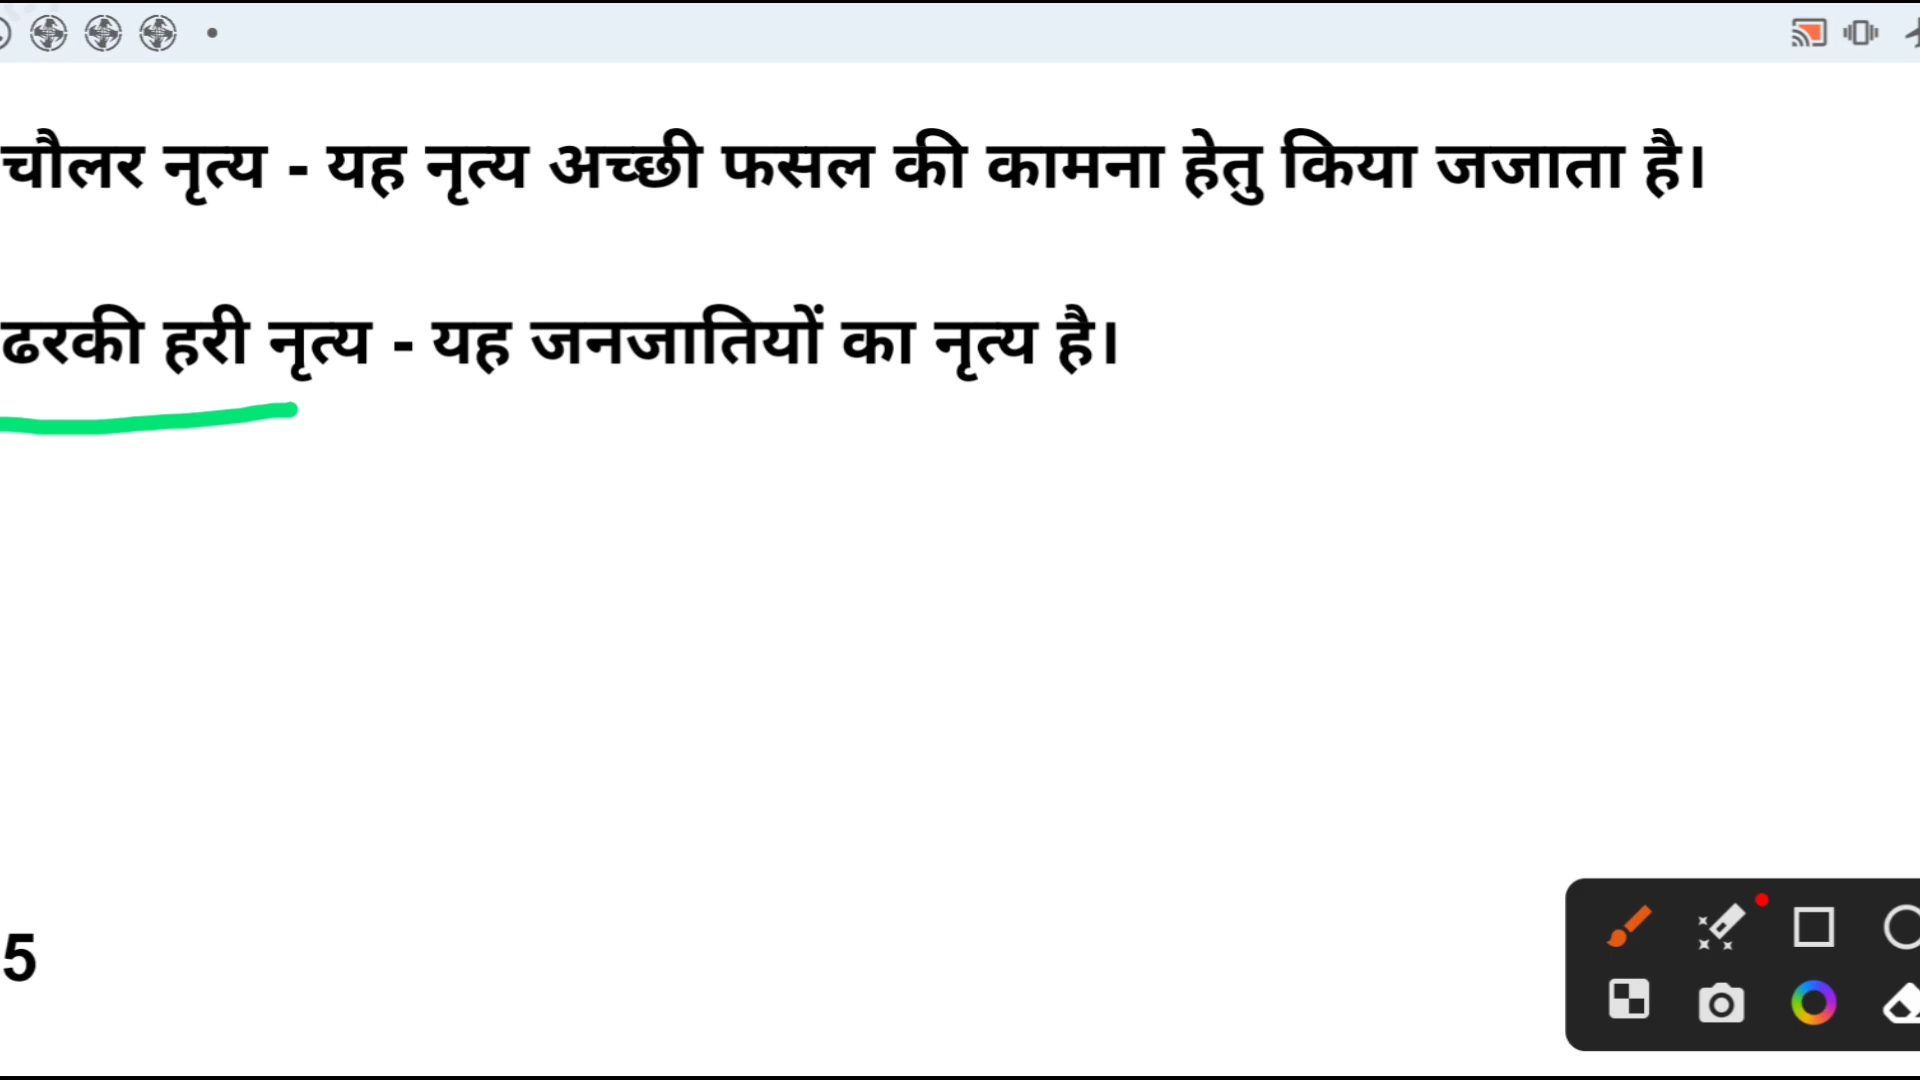 चौलर नृत्य - यह नृत्य अच्छी फसल की कामना हेतु किया जजाता है।
ढरकी हरी नृत्य - यह जनजातियों का नृत्य है।
5